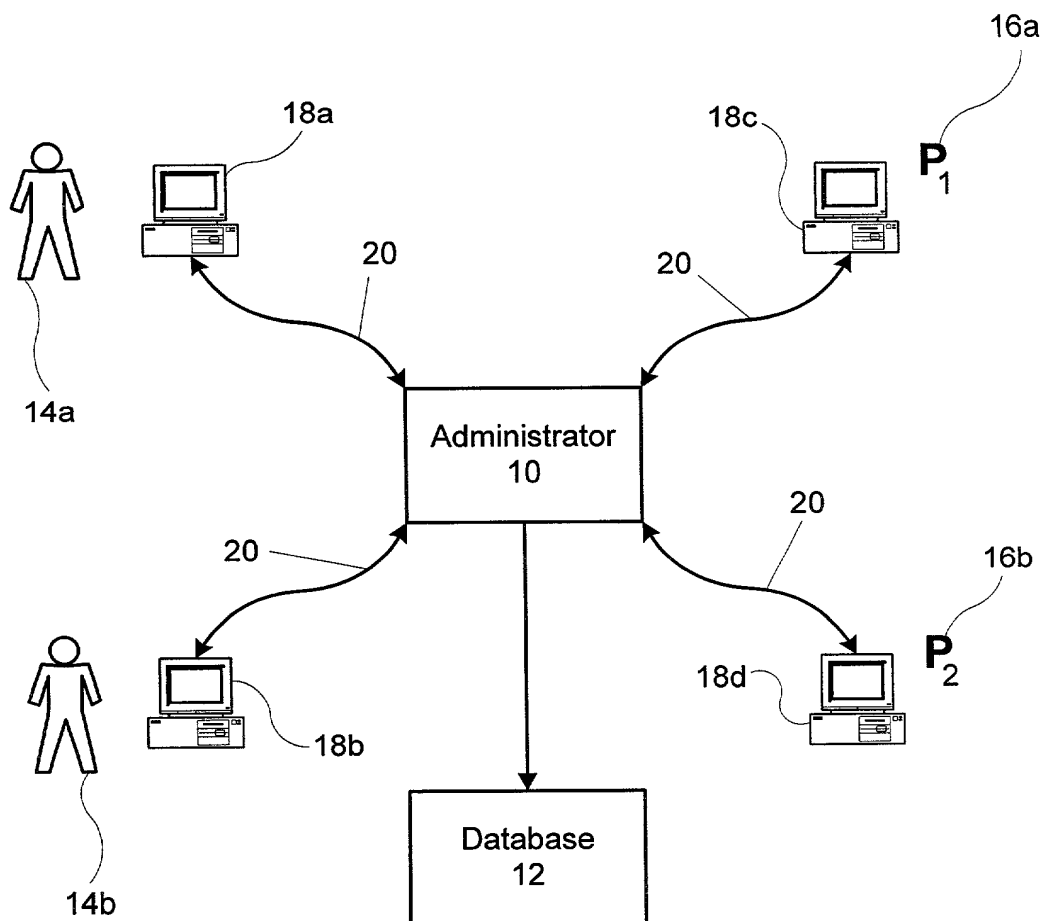 16a
18a
18c
P1
20
20
14a
Administrator
10
20
20
16b
P2
18d
18b
Database
12
14b